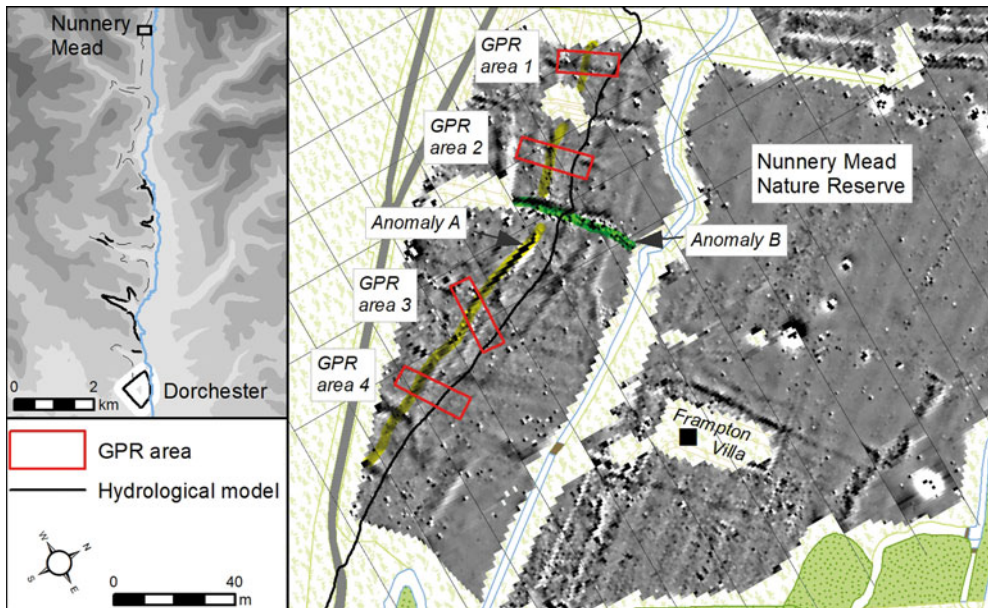 Nunnery
Mead
0 2
km
Dorchester
GPR area
Hydrological model
W
N
S
E
0 40
m
GPR
area 1
GPR
area 2
Anomaly A
GPR
area 3
GPR
area 4
Nunnery Mead
Nature Reserve
Anomaly B
Frampton
Villa